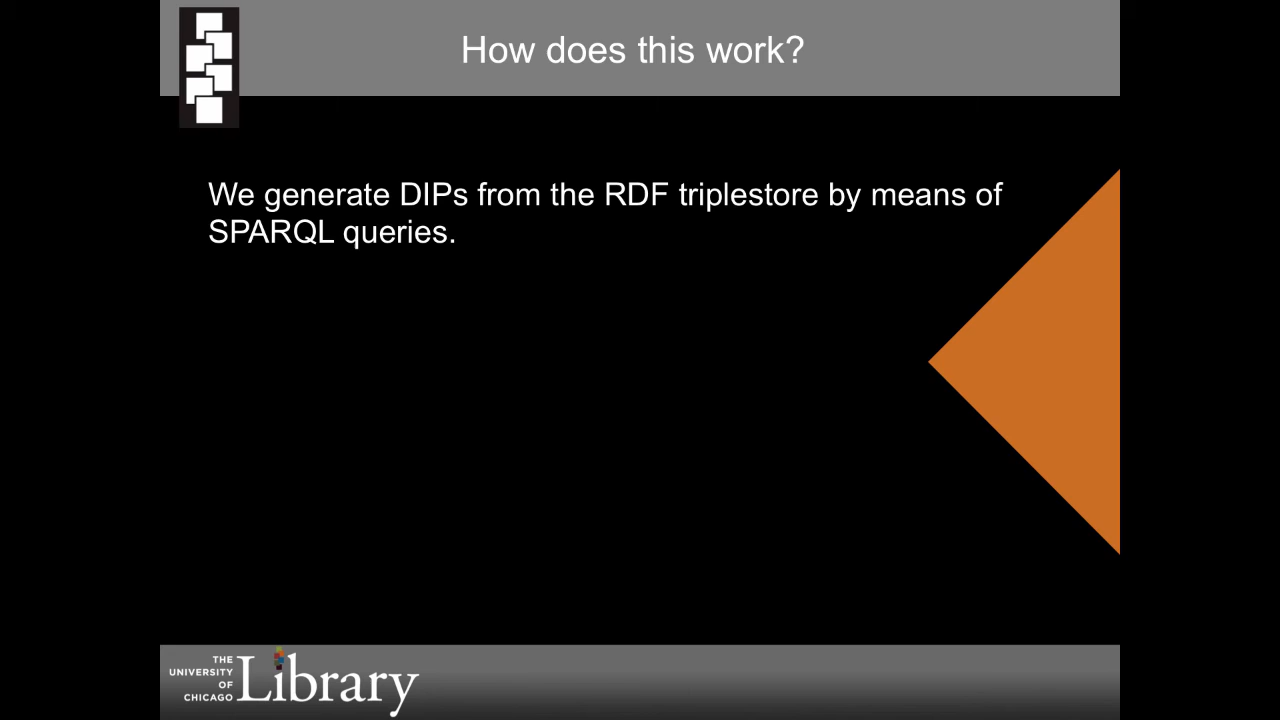 How does this work?
We generate DIPs from the RDF triplestore by means of
SPARQL queries.
THE
UNIVERSITY
OF
CHICAGO
Library